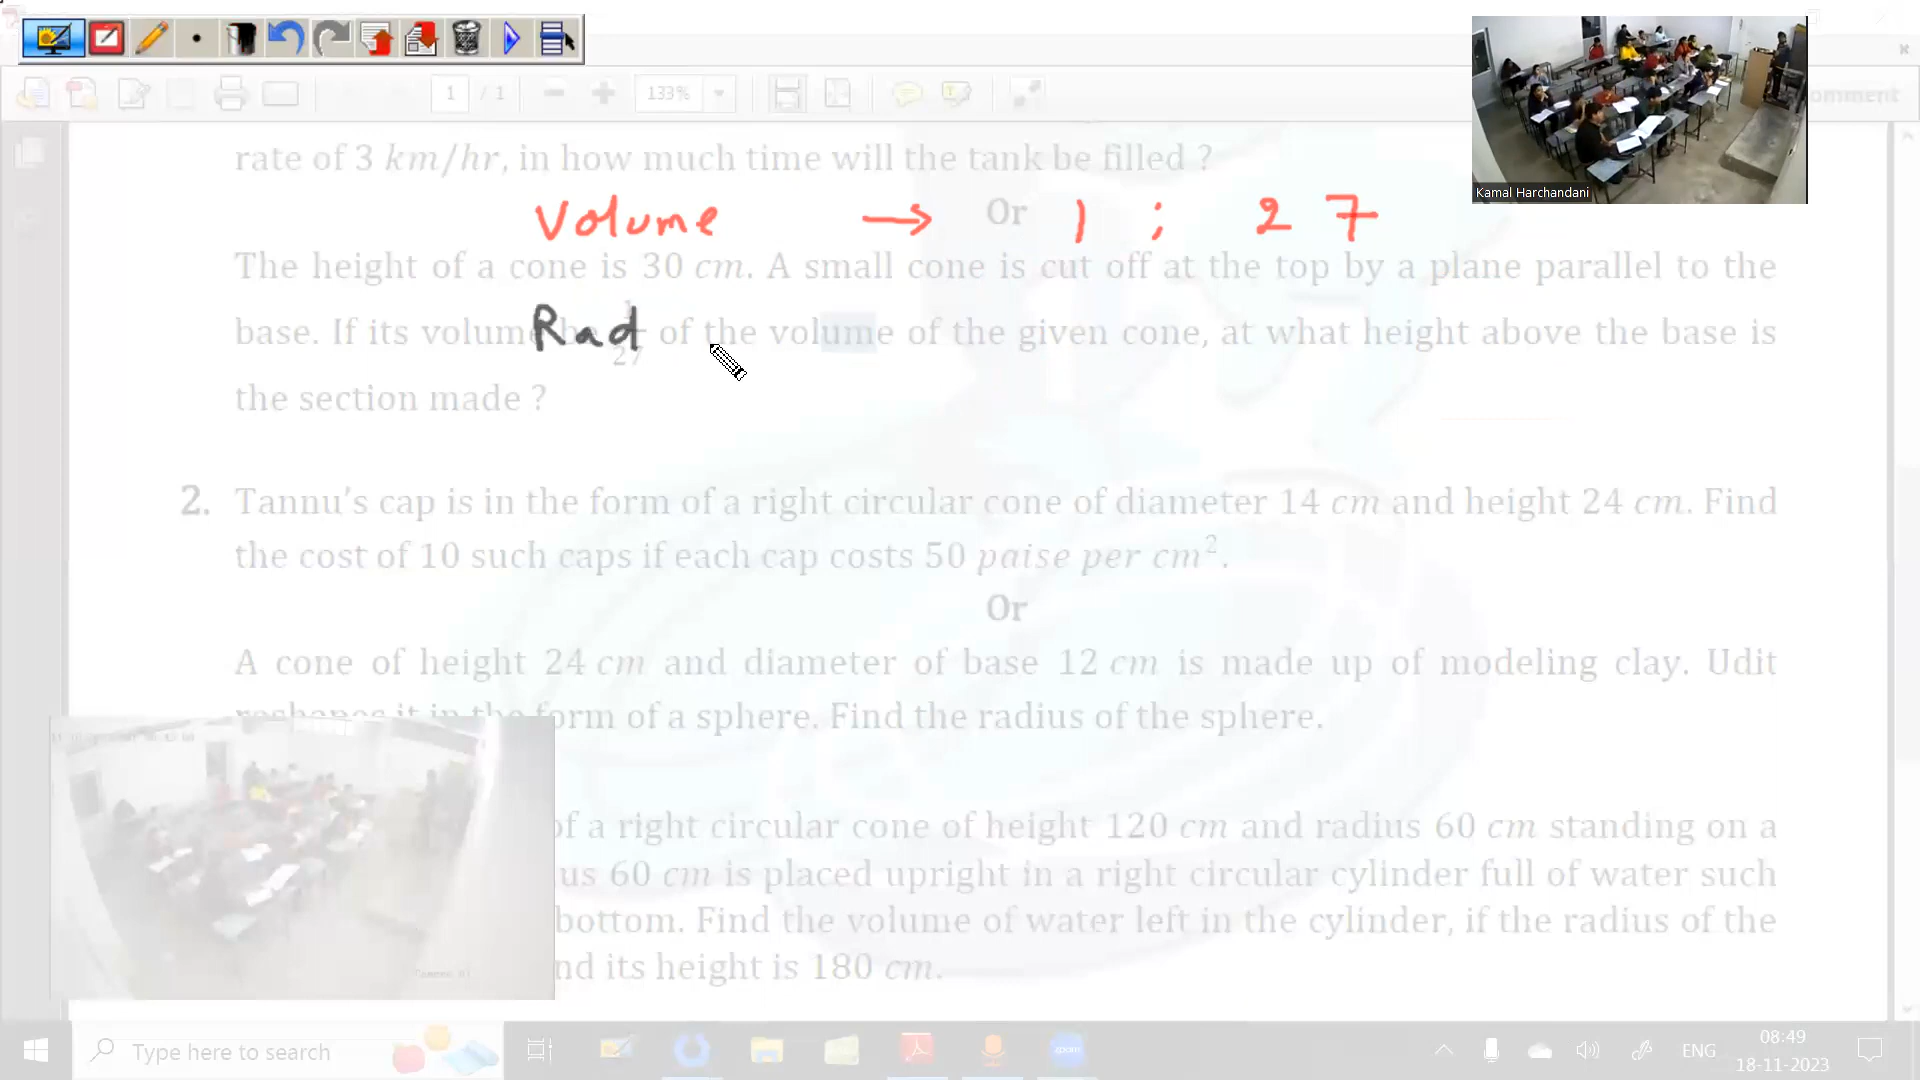 1 / 1
133%
Comment
Kamal Harchandani
rate of 3 km/hr, in how much time will the tank be filled ?
Volume → 1 : 27
Or
The height of a cone is 30 cm. A small cone is cut off at the top by a plane parallel to the
Rad
base. If its volume be 1/27 of the volume of the given cone, at what height above the base is
the section made ?
2. Tannu's cap is in the form of a right circular cone of diameter 14 cm and height 24 cm. Find
the cost of 10 such caps if each cap costs 50 paise per cm².
Or
A cone of height 24 cm and diameter of base 12 cm is made up of modeling clay. Udit
reshapes it in the form of a sphere. Find the radius of the sphere.
of a right circular cone of height 120 cm and radius 60 cm standing on a
us 60 cm is placed upright in a right circular cylinder full of water such
bottom. Find the volume of water left in the cylinder, if the radius of the
nd its height is 180 cm.
Type here to search
zoom
ENG
08:49
18-11-2023